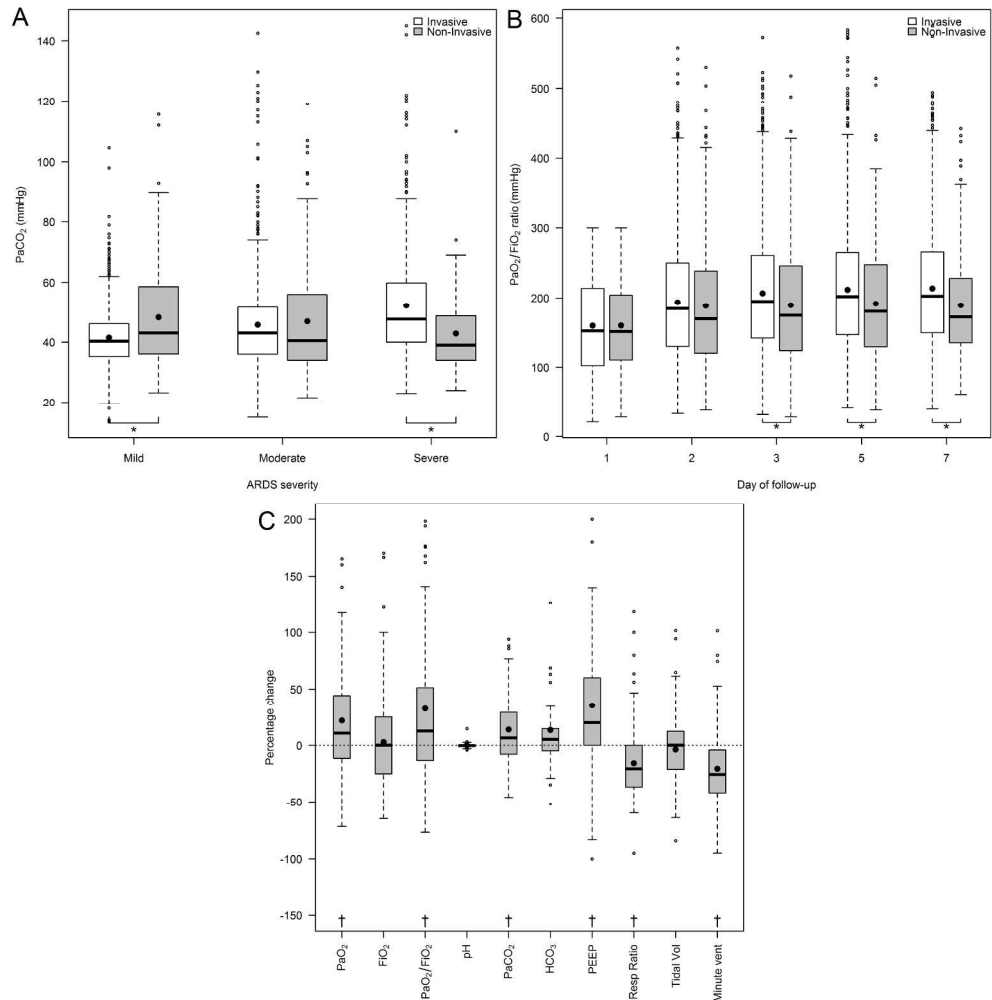 A
Invasive
Non-Invasive
140
120
100
80
60
40
20
PaCO2 (mmHg)
*
*
Mild
Moderate
Severe
ARDS severity
B
Invasive
Non-Invasive
600
500
400
300
200
100
0
PaO2/FiO2 ratio (mmHg)
*
*
*
1
2
3
5
7
Day of follow-up
C
200
150
100
50
0
-50
-100
-150
Percentage change
†
†
†
†
†
†
†
PaO2
FiO2
PaO2/FiO2
pH
PaCO2
HCO3
PEEP
Resp Ratio
Tidal Vol
Minute vent